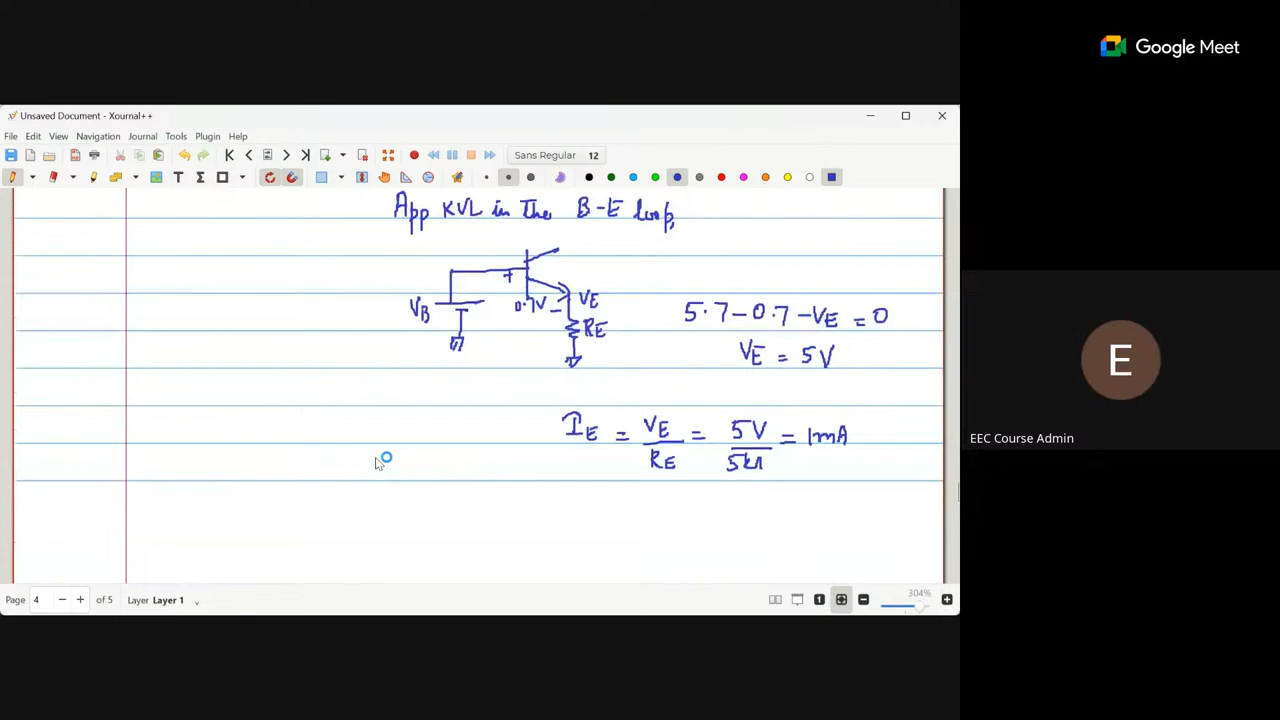 Google Meet
Unsaved Document - Xournal++
File Edit View Navigation Journal Tools Plugin Help
Sans Regular 12
App KVL in the B-E loop,
+
VB
0.7V -
VE
RE
5.7-0.7-VE = 0
VE = 5V
IE = VE/RE = 5V/5kΩ = 1mA
E
EEC Course Admin
Page 4 of 5 Layer Layer 1
304%